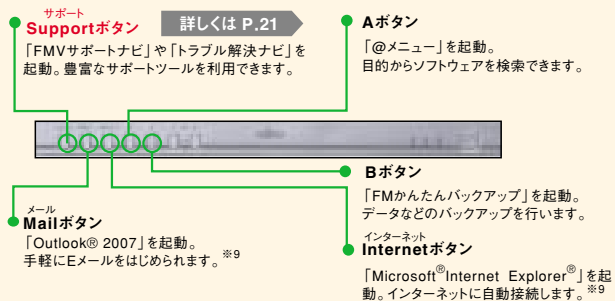 サポート
Supportボタン
詳しくは P.21
「FMVサポートナビ」や「トラブル解決ナビ」を
起動。豊富なサポートツールを利用できます。
Aボタン
「@メニュー」を起動。
目的からソフトウェアを検索できます。
Bボタン
「FMかんたんバックアップ」を起動。
データなどのバックアップを行います。
メール
Mailボタン
「Outlook® 2007」を起動。
手軽にEメールをはじめられます。※9
インターネット
Internetボタン
「Microsoft®Internet Explorer®」を起
動。インターネットに自動接続します。※9